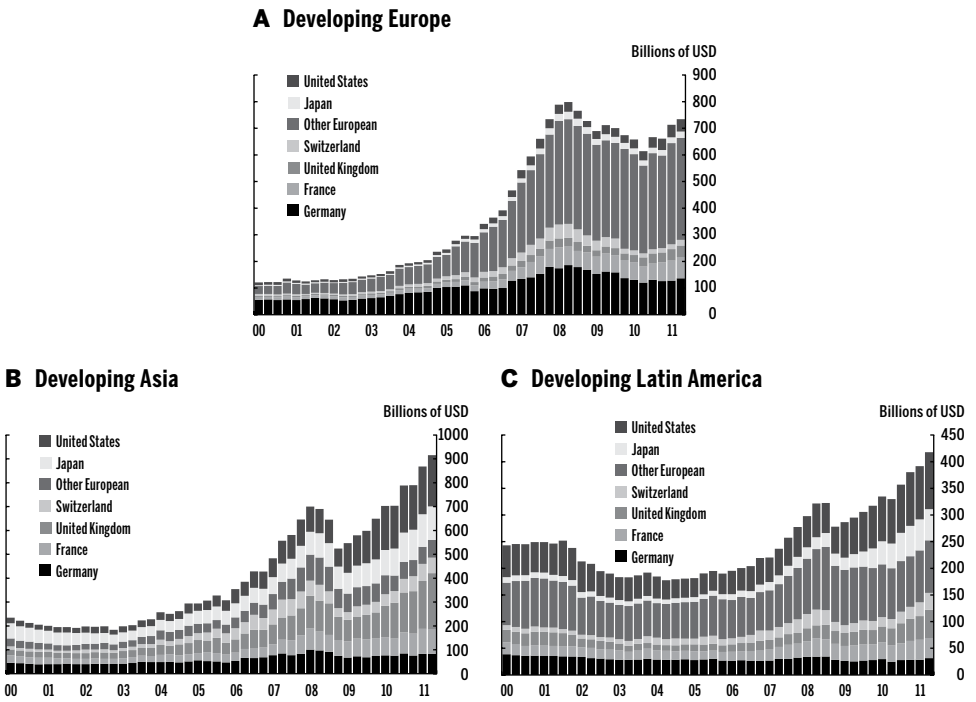 A Developing Europe
Billions of USD
United States
Japan
Other European
Switzerland
United Kingdom
France
Germany
900
800
700
600
500
400
300
200
100
0
00 01 02 03 04 05 06 07 08 09 10 11
B Developing Asia
Billions of USD
United States
Japan
Other European
Switzerland
United Kingdom
France
Germany
1000
900
800
700
600
500
400
300
200
100
0
00 01 02 03 04 05 06 07 08 09 10 11
C Developing Latin America
Billions of USD
United States
Japan
Other European
Switzerland
United Kingdom
France
Germany
450
400
350
300
250
200
150
100
50
0
00 01 02 03 04 05 06 07 08 09 10 11